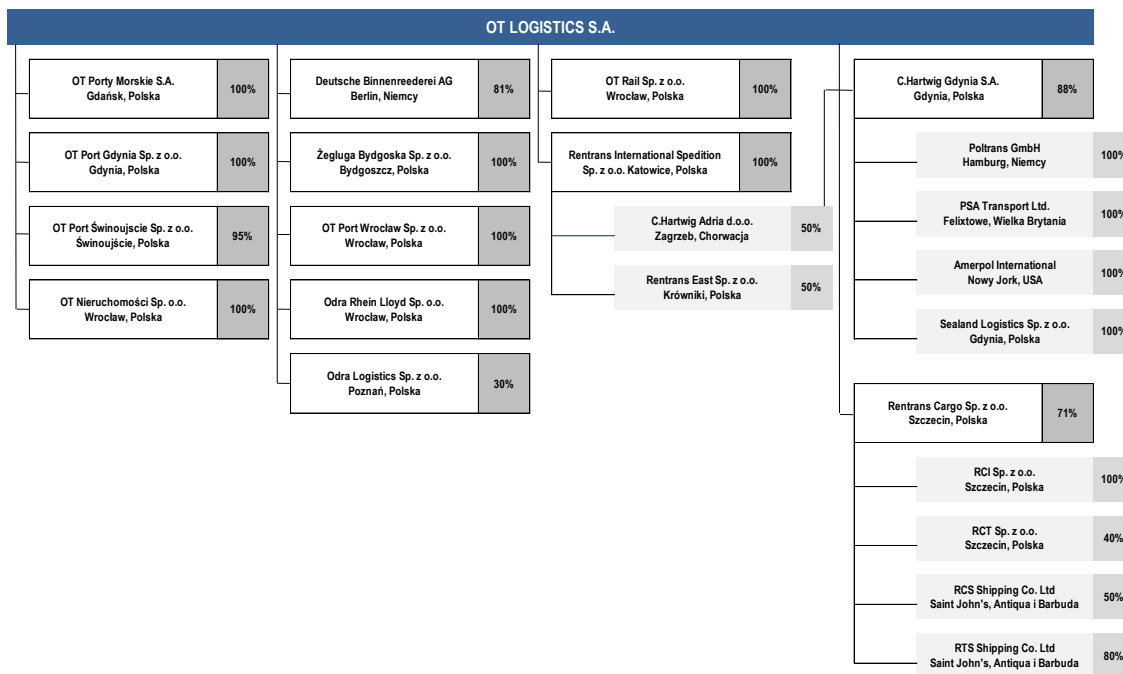 OT LOGISTICS S.A.
OT Porty Morskie S.A.
Gdańsk, Polska
100%
OT Port Gdynia Sp. z o.o.
Gdynia, Polska
100%
OT Port Świnoujscie Sp. z o.o.
Świnoujście, Polska
95%
OT Nieruchomości Sp. o.o.
Wrocław, Polska
100%
Deutsche Binnenreederei AG
Berlin, Niemcy
81%
Żegluga Bydgoska Sp. z o.o.
Bydgoszcz, Polska
100%
OT Port Wrocław Sp. z o.o.
Wrocław, Polska
100%
Odra Rhein Lloyd Sp. o.o.
Wrocław, Polska
100%
Odra Logistics Sp. z o.o.
Poznań, Polska
30%
OT Rail Sp. z o.o.
Wrocław, Polska
100%
Rentrans International Spedition
Sp. z o.o. Katowice, Polska
100%
C.Hartwig Adria d.o.o.
Zagrzeb, Chorwacja
50%
Rentrans East Sp. z o.o.
Krówniki, Polska
50%
C.Hartwig Gdynia S.A.
Gdynia, Polska
88%
Poltrans GmbH
Hamburg, Niemcy
100%
PSA Transport Ltd.
Felixtowe, Wielka Brytania
100%
Amerpol International
Nowy Jork, USA
100%
Sealand Logistics Sp. z o.o.
Gdynia, Polska
100%
Rentrans Cargo Sp. z o.o.
Szczecin, Polska
71%
RCI Sp. z o.o.
Szczecin, Polska
100%
RCT Sp. z o.o.
Szczecin, Polska
40%
RCS Shipping Co. Ltd
Saint John's, Antiqua i Barbuda
50%
RTS Shipping Co. Ltd
Saint John's, Antiqua i Barbuda
80%